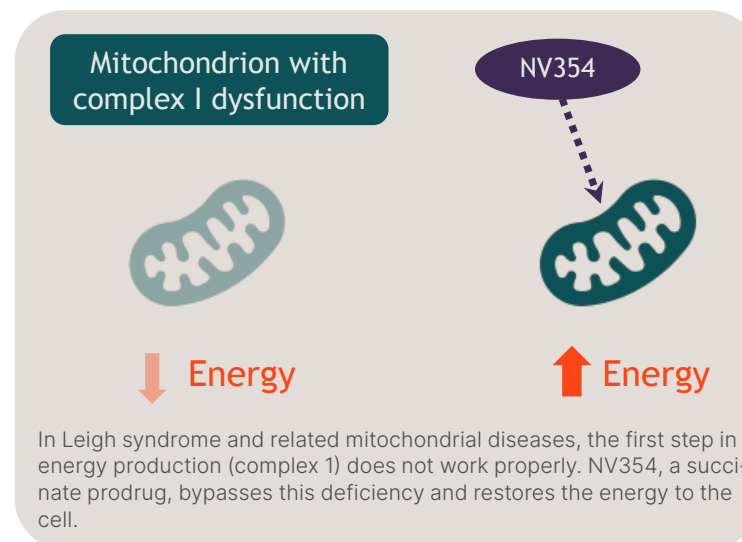 Mitochondrion with
complex I dysfunction
NV354
Energy
Energy
In Leigh syndrome and related mitochondrial diseases, the first step in
energy production (complex 1) does not work properly. NV354, a succi-
nate prodrug, bypasses this deficiency and restores the energy to the
cell.